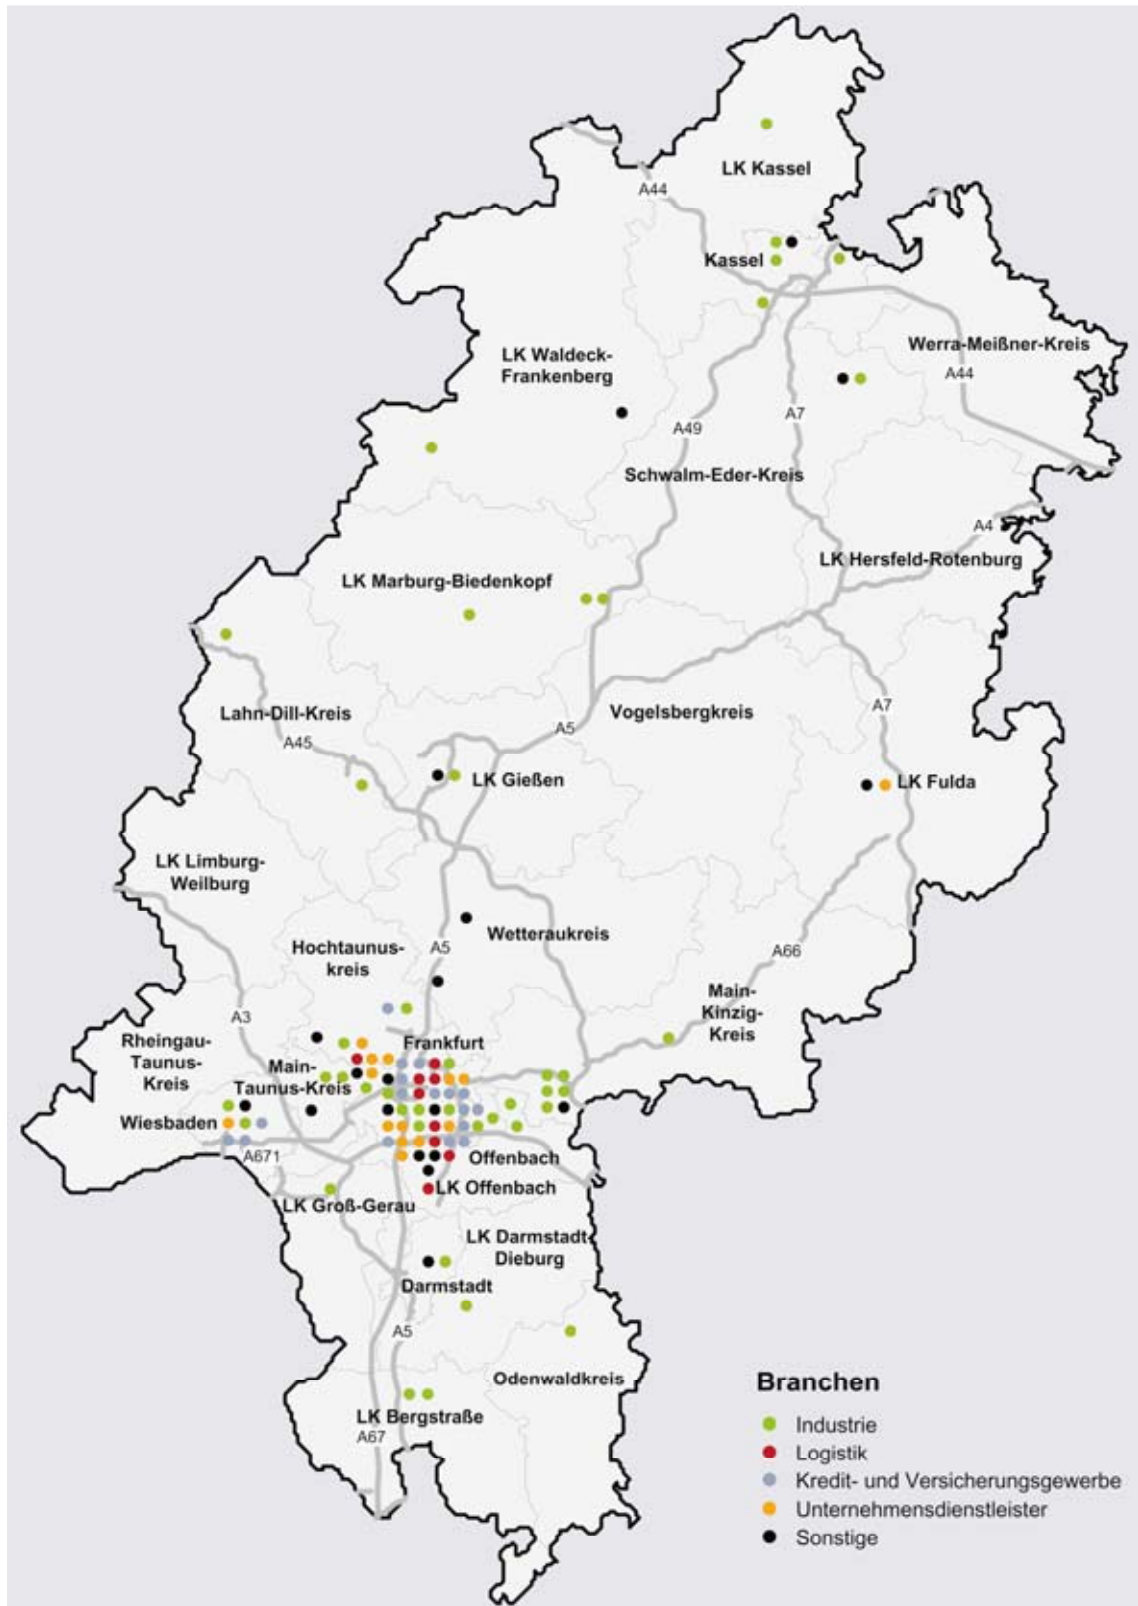 LK Kassel
A44
Kassel
Werra-Meißner-Kreis
LK Waldeck-
Frankenberg
A44
A7
A49
Schwalm-Eder-Kreis
A4
LK Hersfeld-Rotenburg
LK Marburg-Biedenkopf
A7
Vogelsbergkreis
Lahn-Dill-Kreis
A5
A45
LK Gießen
LK Fulda
LK Limburg-
Weilburg
Wetteraukreis
Hochtaunus-
kreis
A5
A66
Main-
Kinzig-
Kreis
A3
Rheingau-
Taunus-
Kreis
Frankfurt
Main-
Taunus-Kreis
Wiesbaden
A671
Offenbach
LK Offenbach
LK Groß-Gerau
LK Darmstadt-
Dieburg
Darmstadt
A5
Odenwaldkreis
LK Bergstraße
A67
Branchen
Industrie
Logistik
Kredit- und Versicherungsgewerbe
Unternehmensdienstleister
Sonstige